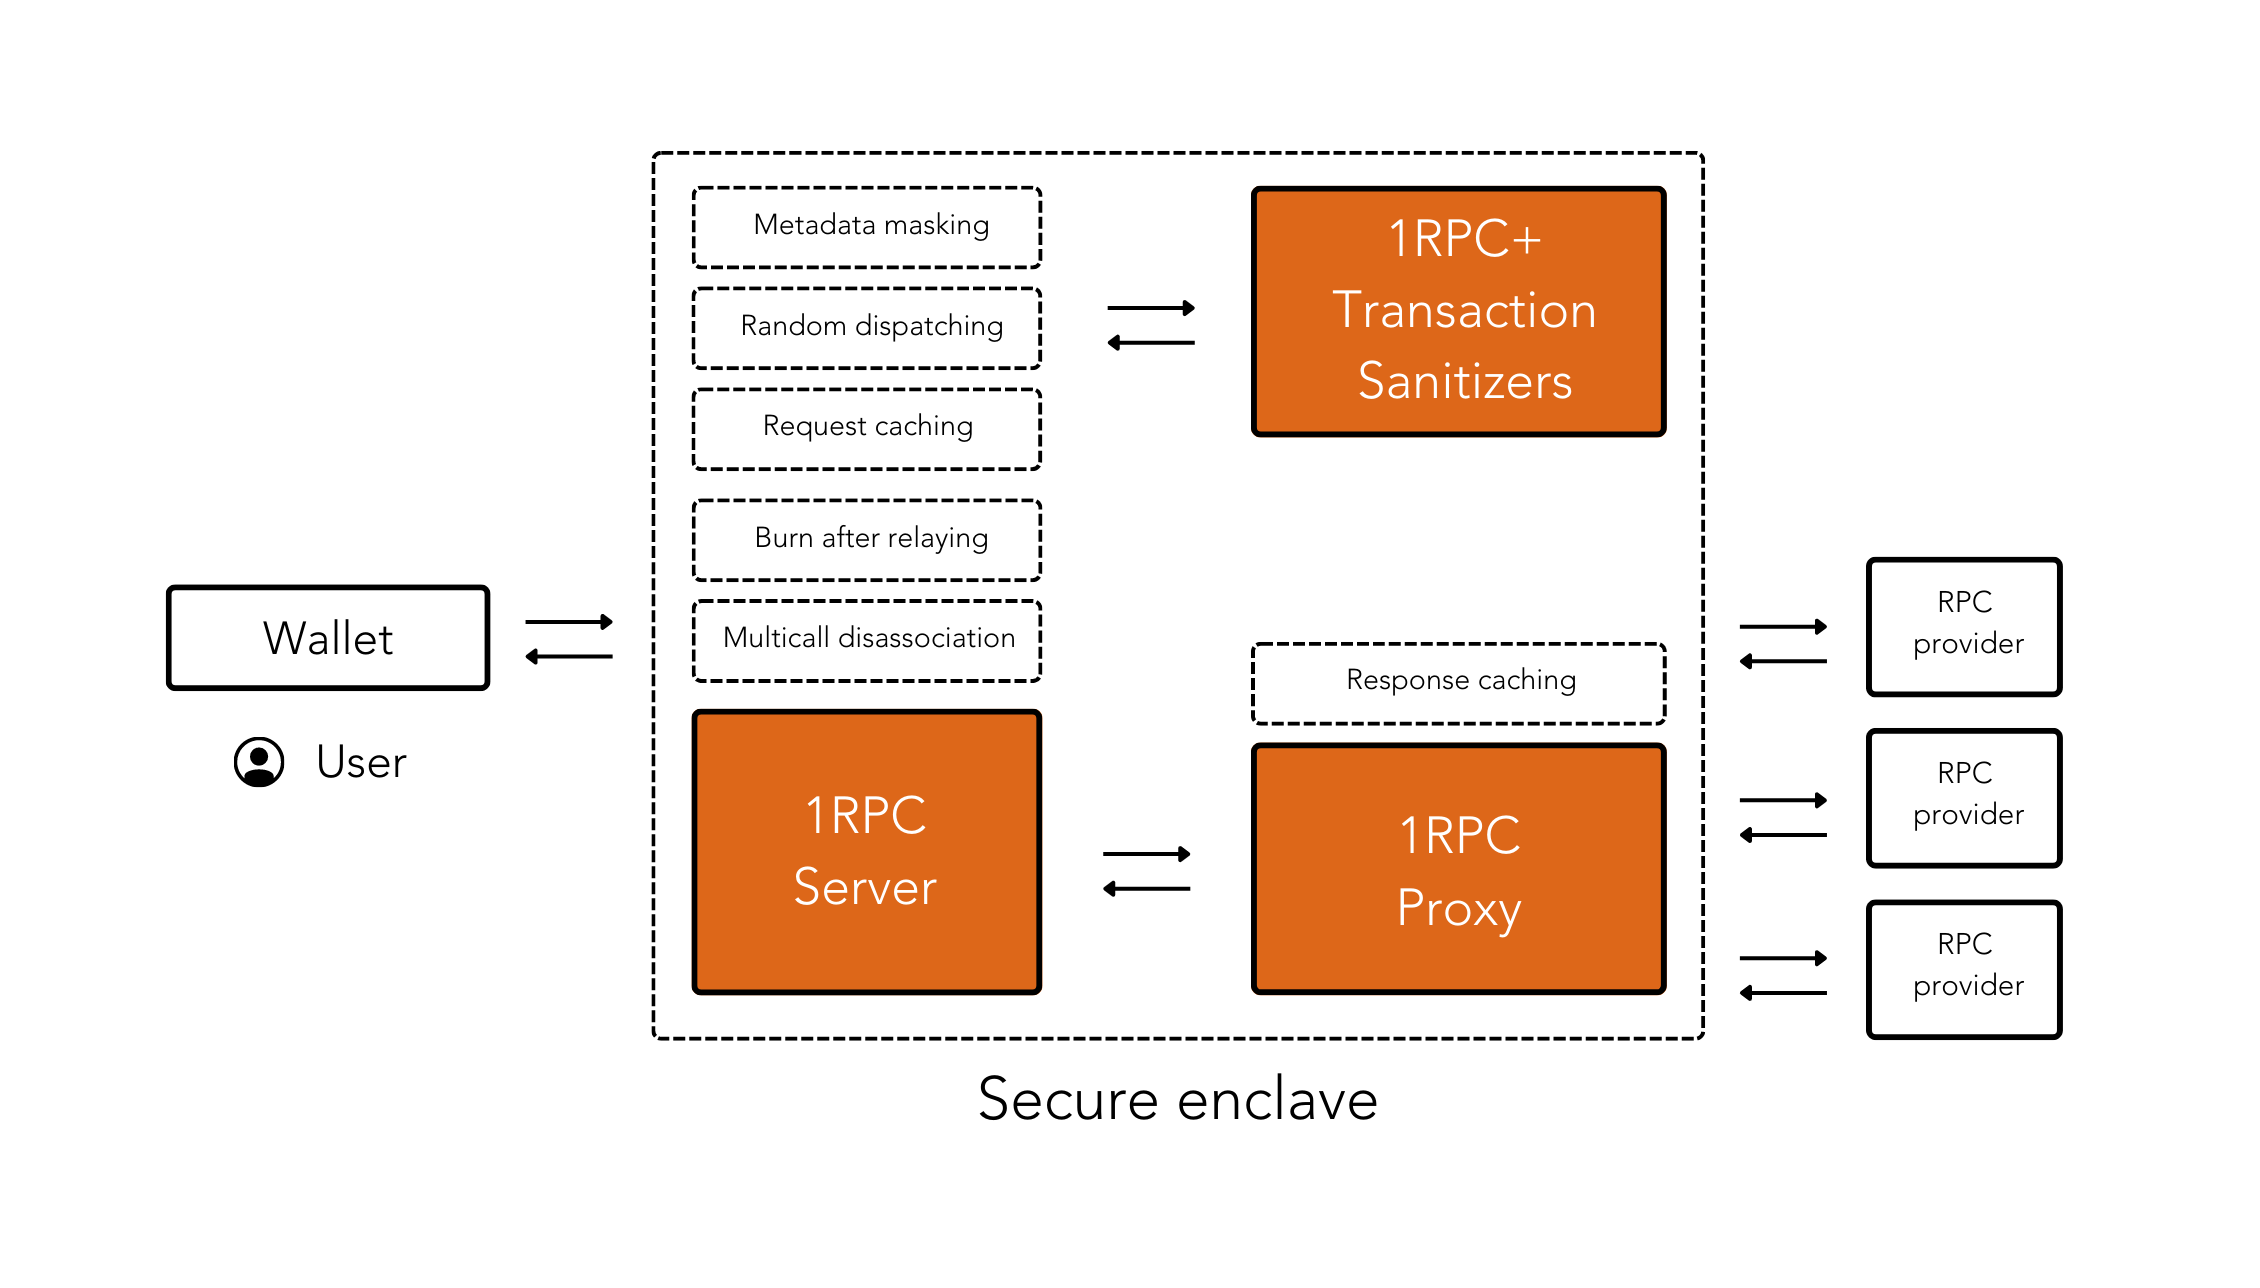 Metadata masking
Random dispatching
Request caching
Burn after relaying
Multicall disassociation
1RPC+
Transaction
Sanitizers
Wallet
User
1RPC
Server
Response caching
1RPC
Proxy
RPC
provider
RPC
provider
RPC
provider
Secure enclave